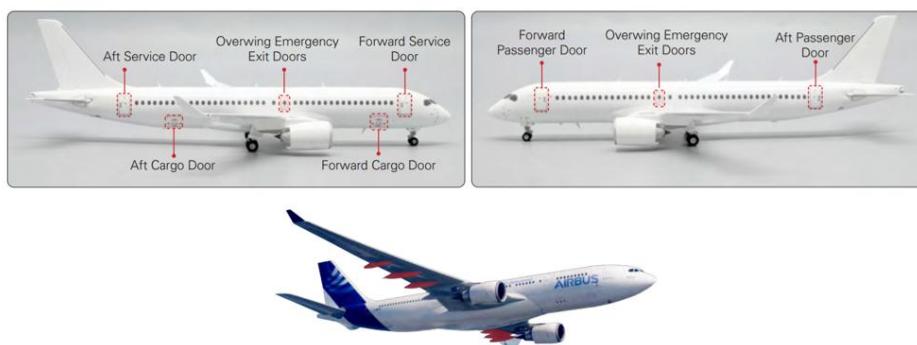 Aft Service Door
Overwing Emergency
Exit Doors
Forward Service
Door
Aft Cargo Door
Forward Cargo Door
Forward
Passenger Door
Overwing Emergency
Exit Doors
Aft Passenger
Door
AIRBUS